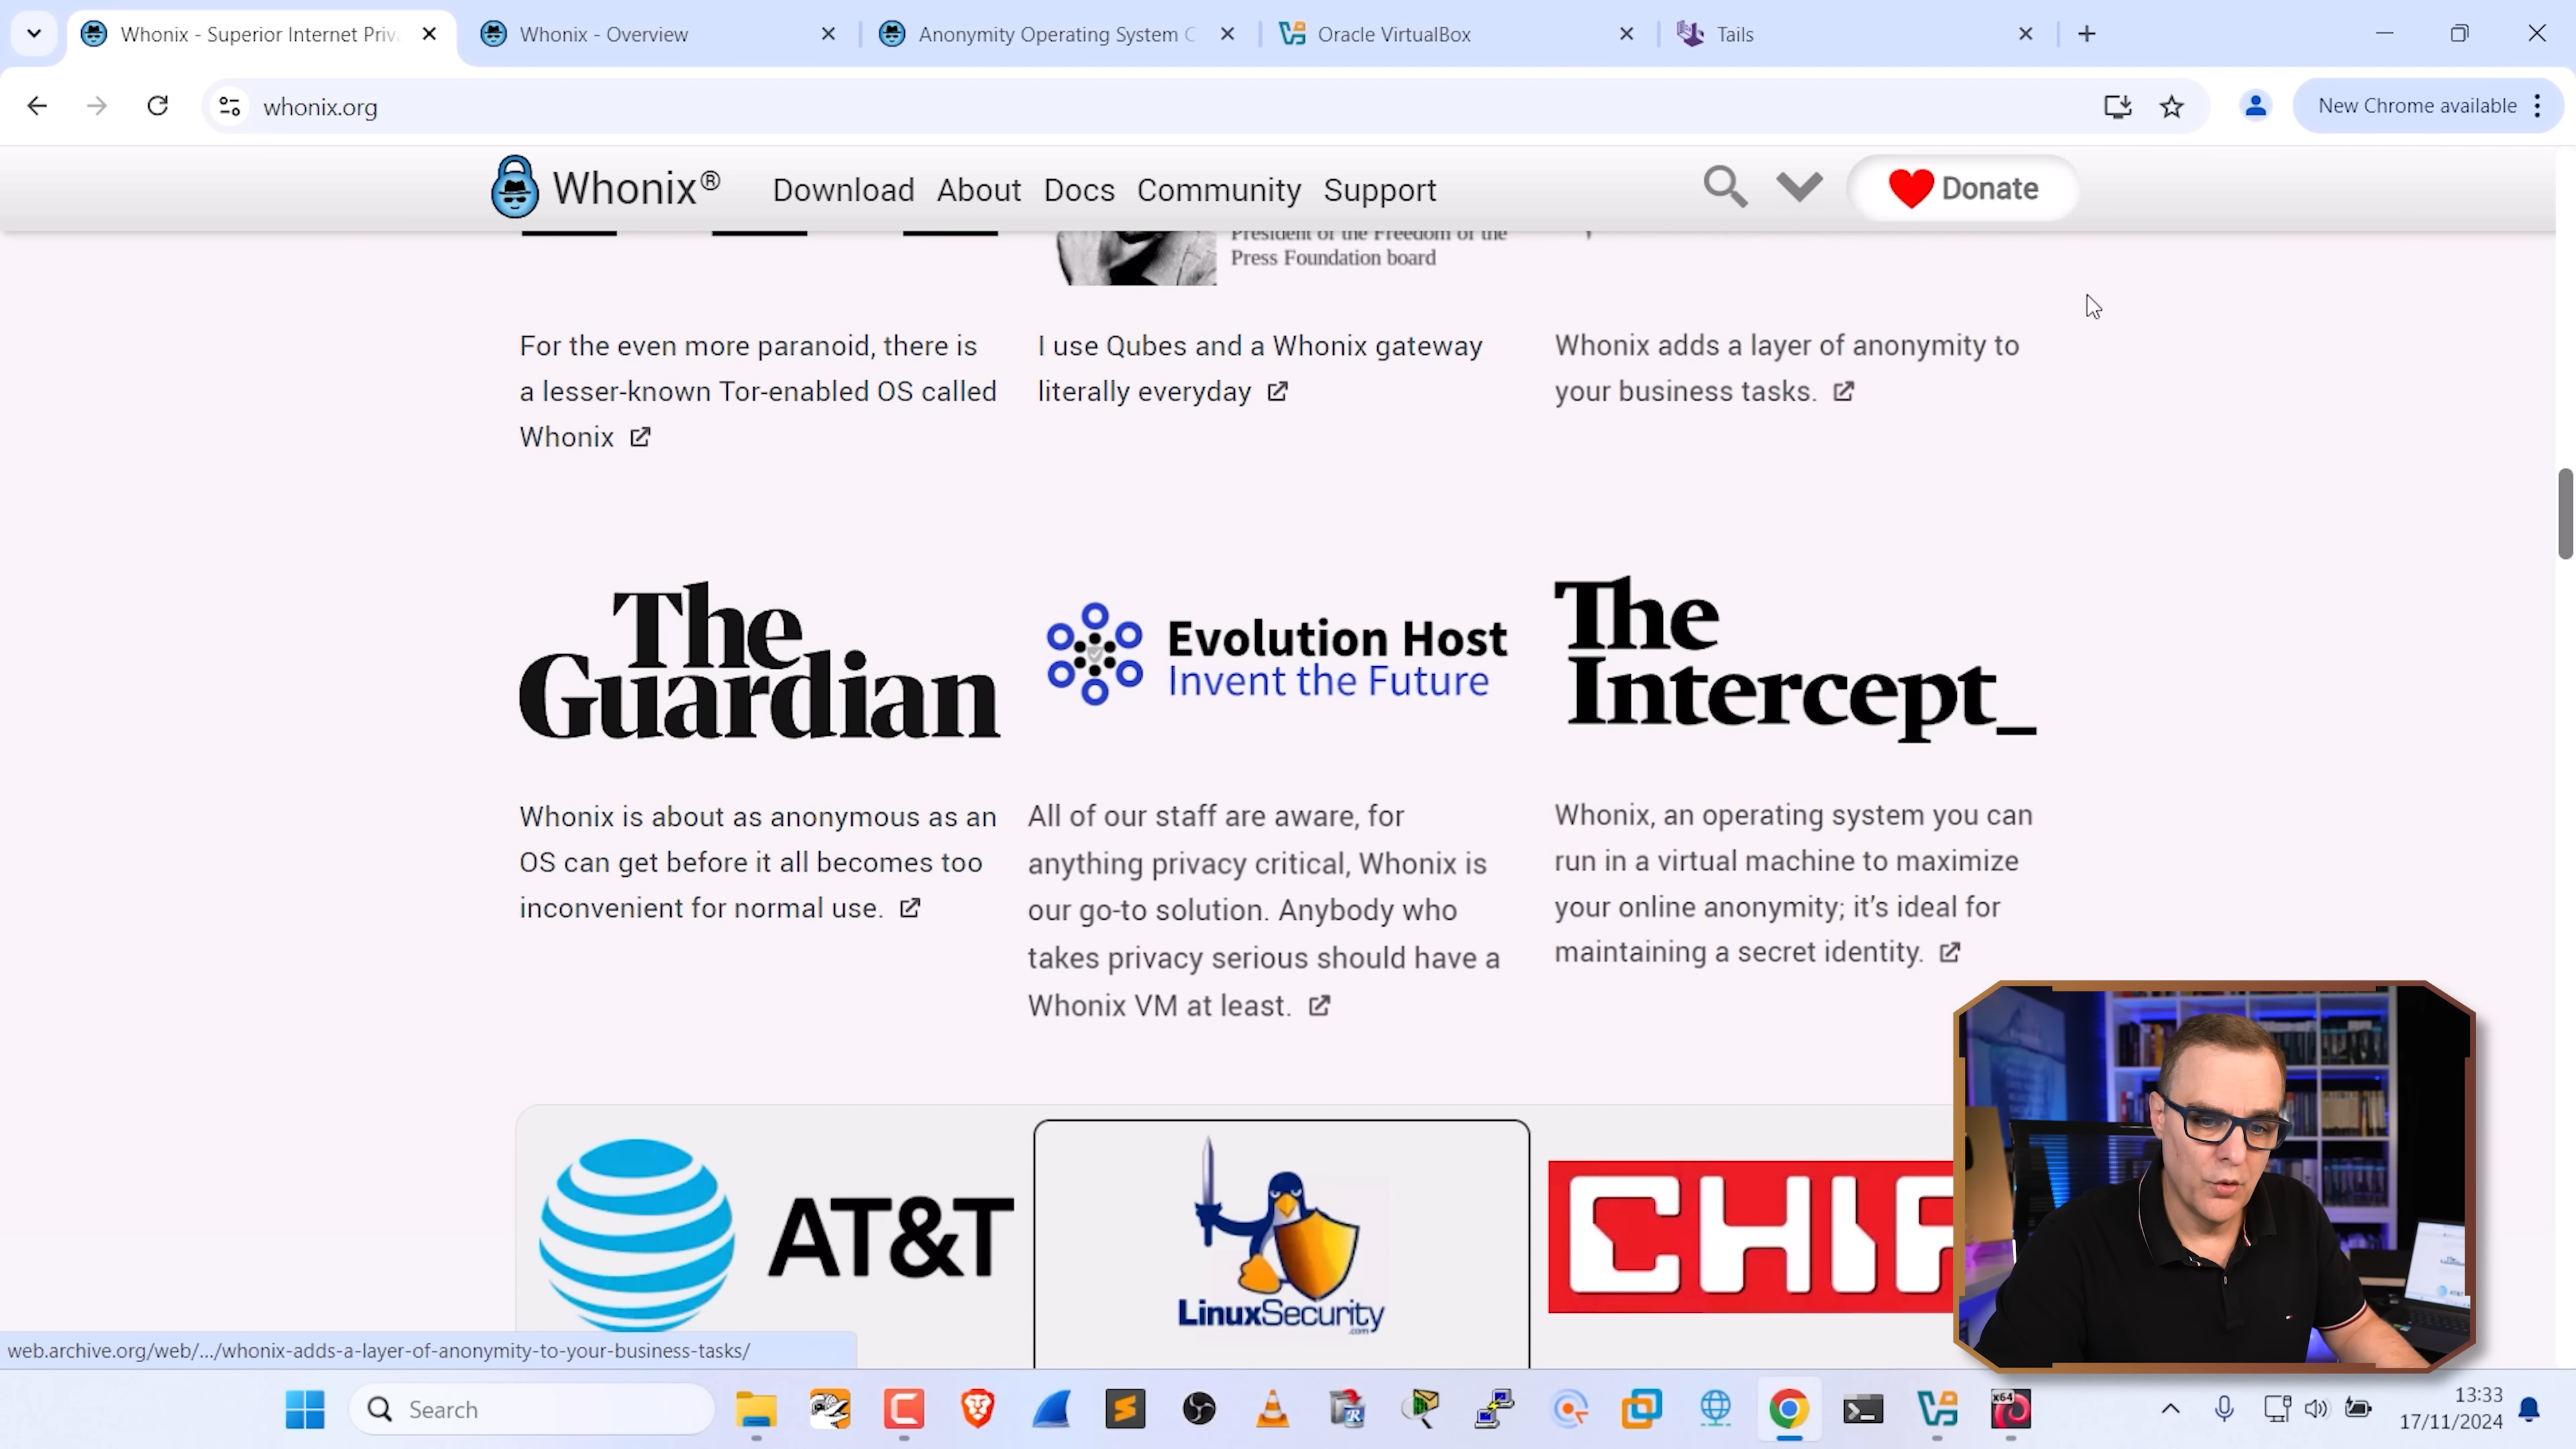 Whonix - Superior Internet Priv
Whonix - Overview
Anonymity Operating System C
Oracle VirtualBox
Tails
whonix.org
New Chrome available
Whonix®
Download
About
Docs
Community
Support
Donate
President of the Freedom of the
Press Foundation board
For the even more paranoid, there is
a lesser-known Tor-enabled OS called
Whonix
I use Qubes and a Whonix gateway
literally everyday
Whonix adds a layer of anonymity to
your business tasks.
The
Guardian
Evolution Host
Invent the Future
The
Intercept_
Whonix is about as anonymous as an
OS can get before it all becomes too
inconvenient for normal use.
All of our staff are aware, for
anything privacy critical, Whonix is
our go-to solution. Anybody who
takes privacy serious should have a
Whonix VM at least.
Whonix, an operating system you can
run in a virtual machine to maximize
your online anonymity; it's ideal for
maintaining a secret identity.
AT&T
LinuxSecurity
.com
CHIP
web.archive.org/web/.../whonix-adds-a-layer-of-anonymity-to-your-business-tasks/
Search
x64
13:33
17/11/2024